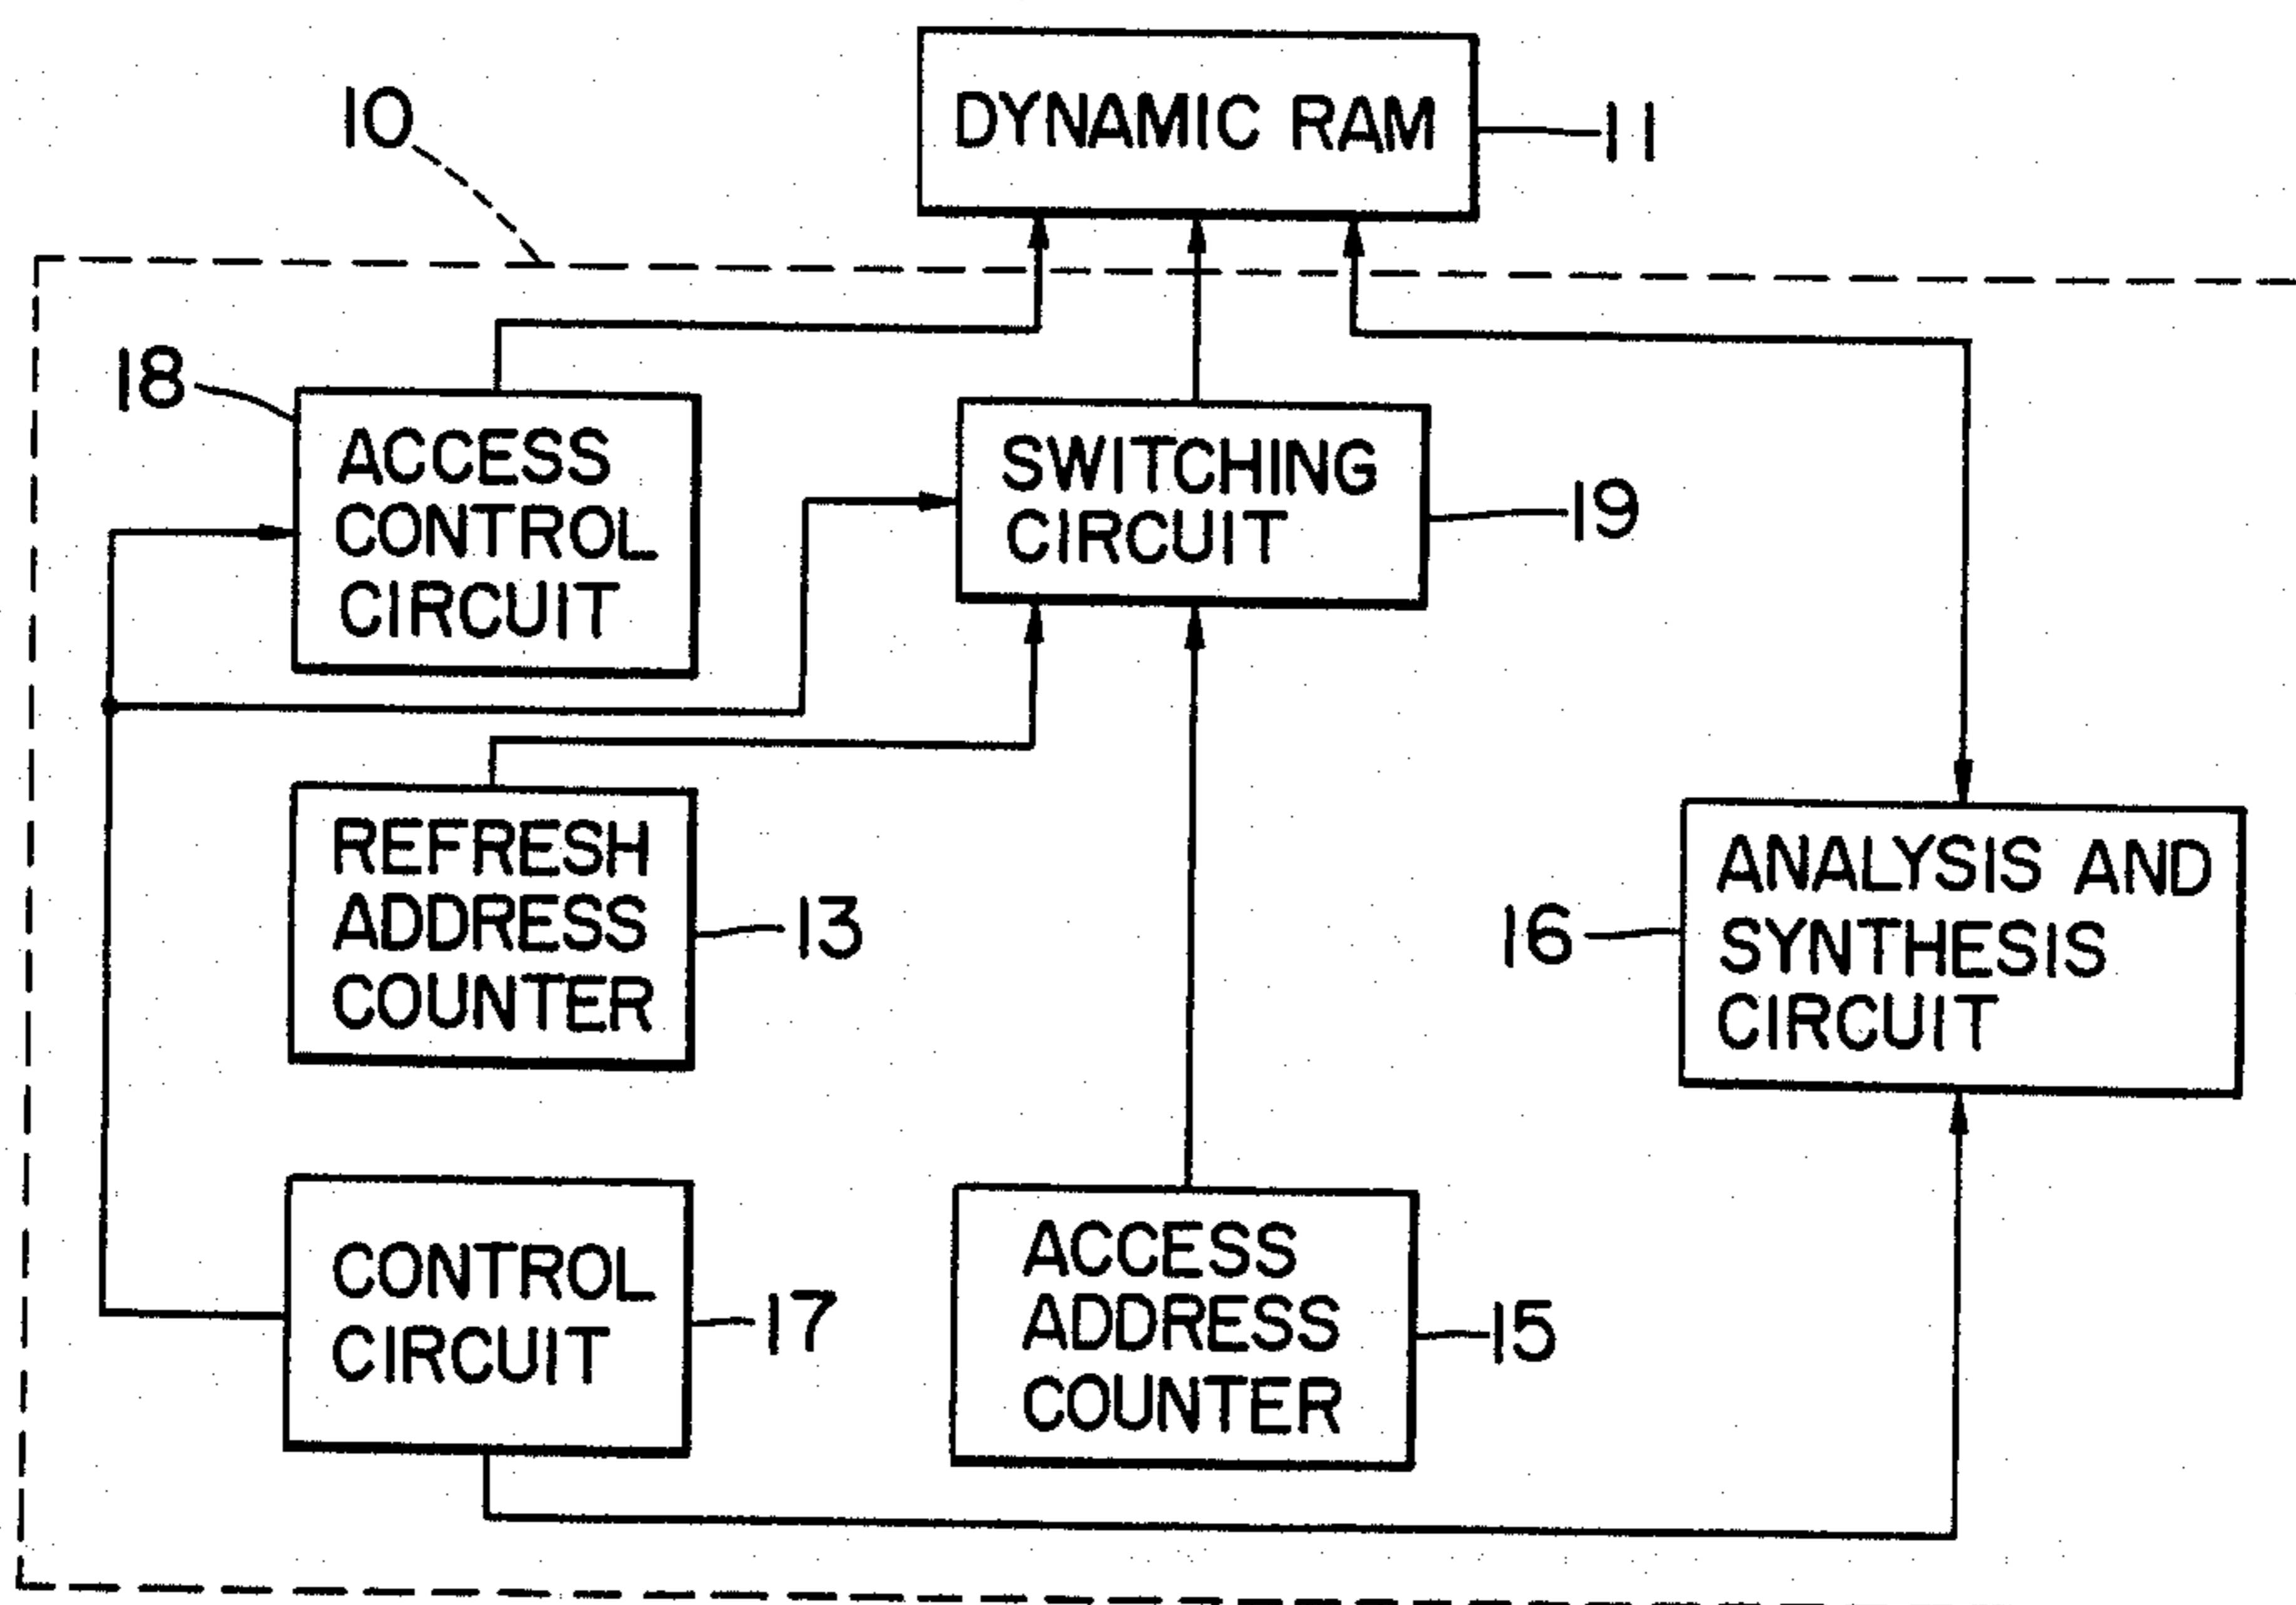 DYNAMIC RAM
11
10
18
ACCESS
CONTROL
CIRCUIT
SWITCHING
CIRCUIT
19
REFRESH
ADDRESS
COUNTER
13
16
ANALYSIS AND
SYNTHESIS
CIRCUIT
CONTROL
CIRCUIT
17
ACCESS
ADDRESS
COUNTER
15